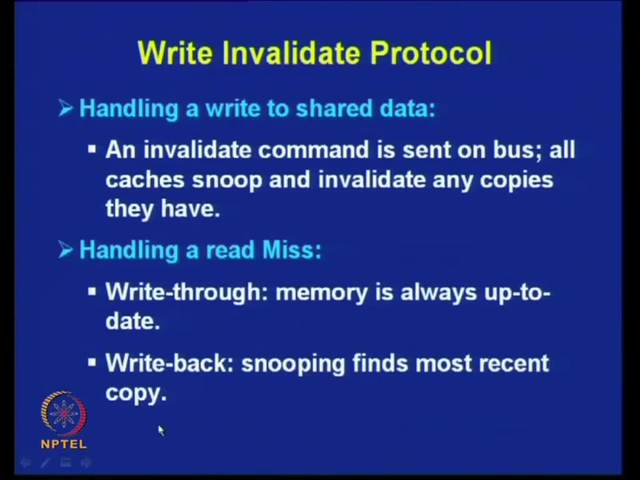 Write Invalidate Protocol
Handling a write to shared data:
An invalidate command is sent on bus; all
caches snoop and invalidate any copies
they have.
Handling a read Miss:
Write-through: memory is always up-to-
date.
Write-back: snooping finds most recent
copy.
NPTEL